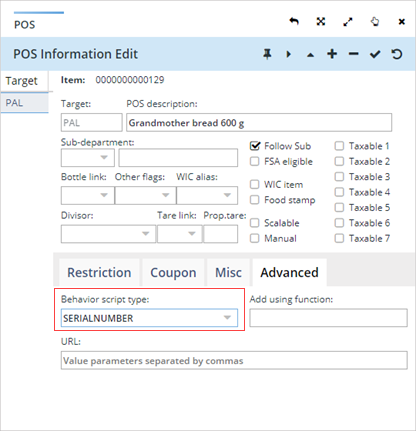 POS
POS Information Edit
Target
Item: 0000000000129
PAL
Target: POS description:
PAL Grandmother bread 600 g
Sub-department:
Follow Sub Taxable 1
FSA eligible Taxable 2
Bottle link: Other flags: WIC alias:
Taxable 3
WIC item Taxable 4
Food stamp Taxable 5
Divisor: Tare link: Prop.tare:
Scalable Taxable 6
Manual Taxable 7
Restriction Coupon Misc Advanced
Behavior script type: Add using function:
SERIALNUMBER
URL:
Value parameters separated by commas